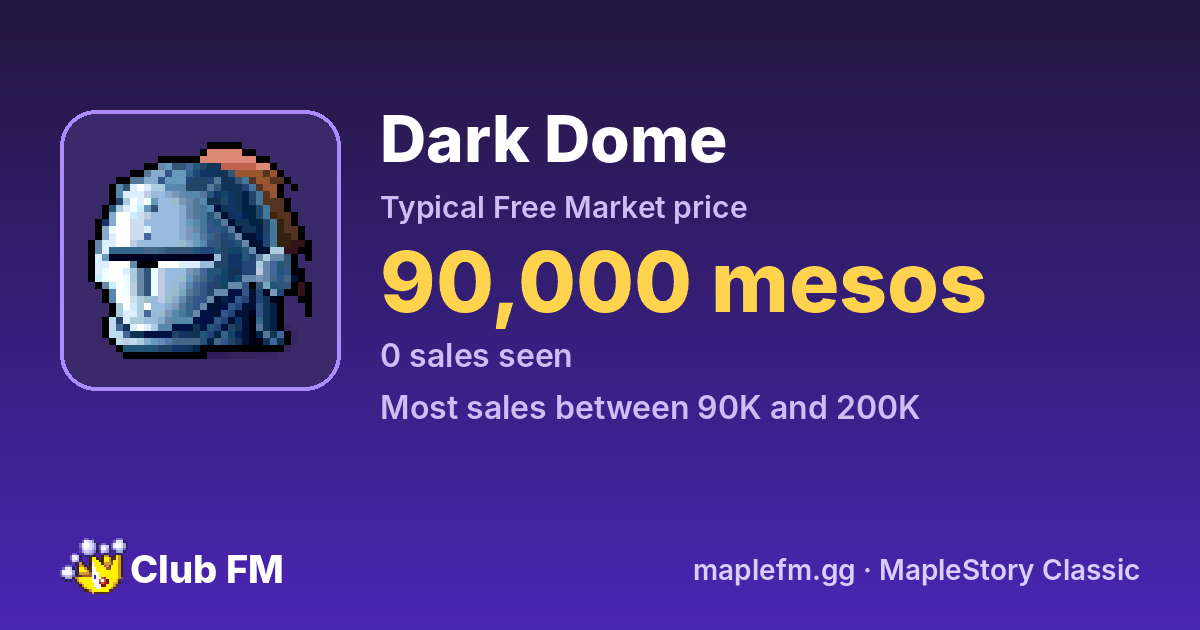 Dark Dome
Typical Free Market price
90,000 mesos
0 sales seen
Most sales between 90K and 200K
Club FM
maplefm.gg · MapleStory Classic